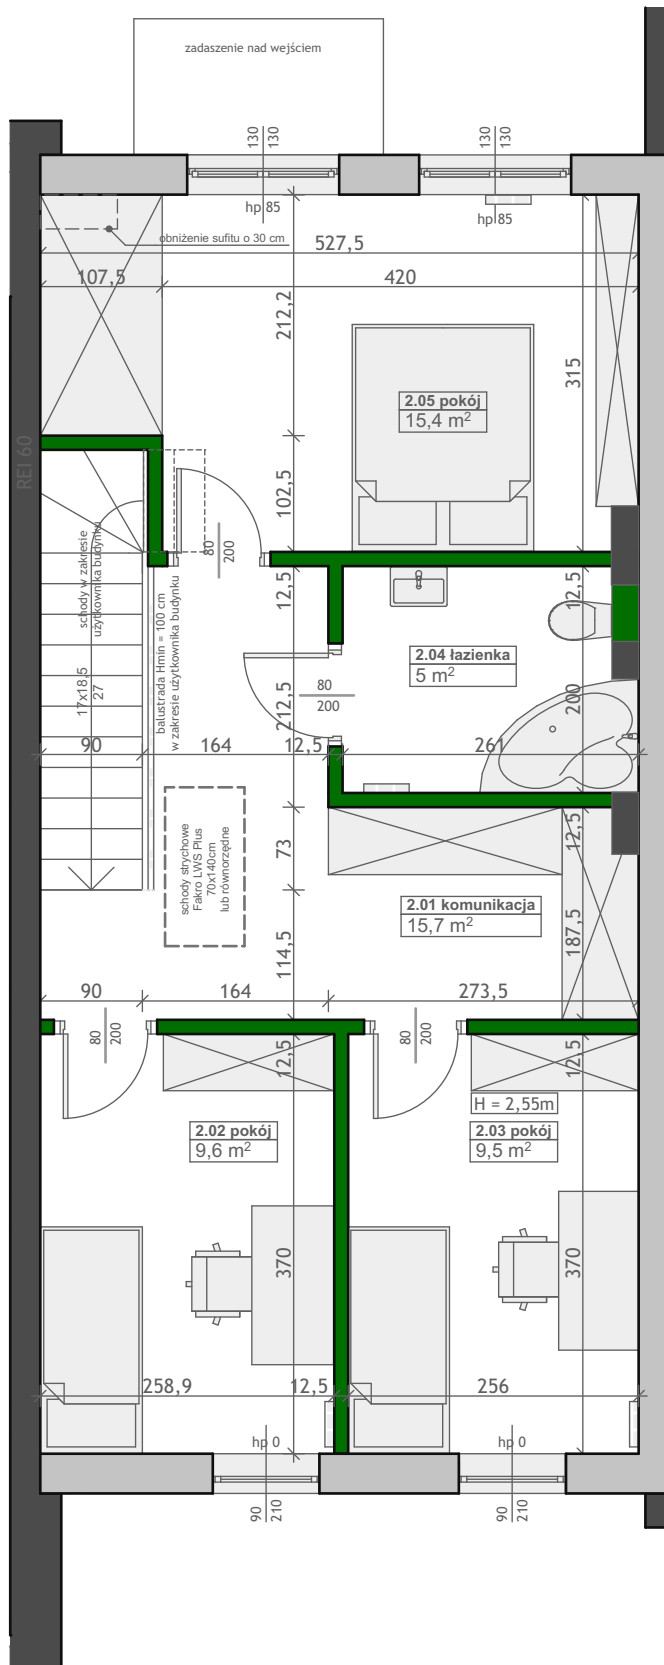 zadaszenie nad wejściem
130
130
130
130
hp 85
hp 85
obniżenie sufitu o 30 cm
527,5
107,5
420
212,2
315
2.05 pokój
15,4 m²
REI 60
102,5
schody w zakresie
użytkownika budynku
80
200
12,5
12,5
balustrada Hmin = 100 cm
w zakresie użytkownika budynku
2.04 łazienka
5 m²
17x18,5
27
80
200
212,5
200
90
164
12,5
261
schody strychowe
Fakro LWS Plus
70x140cm
lub równorzędne
73
12,5
2.01 komunikacja
15,7 m²
187,5
114,5
90
164
273,5
80
200
80
200
12,5
12,5
H = 2,55m
2.02 pokój
9,6 m²
2.03 pokój
9,5 m²
370
370
258,9
12,5
256
hp 0
hp 0
90
210
90
210